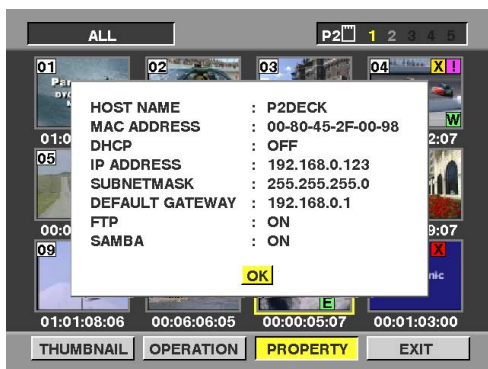 ALL
P2 1 2 3 4 5
01 02 03 04 X !
W
01:0 2:07
05
HOST NAME : P2DECK
MAC ADDRESS : 00-80-45-2F-00-98
DHCP : OFF
IP ADDRESS : 192.168.0.123
SUBNETMASK : 255.255.255.0
DEFAULT GATEWAY : 192.168.0.1
FTP : ON
SAMBA : ON
OK
00:0 9:07
09 X
nic
E
01:01:08:06 00:06:06:05 00:00:05:07 00:01:03:00
THUMBNAIL OPERATION PROPERTY EXIT